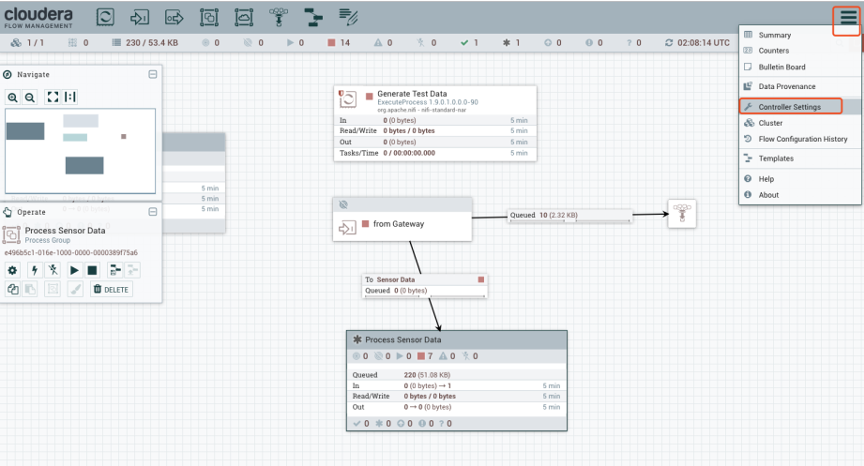 cloudera
FLOW MANAGEMENT
1 / 1
0
230 / 53.4 KB
0
0
0
14
0
0
1
1
0
0
0
02:08:14 UTC
Summary
Counters
Bulletin Board
Data Provenance
Controller Settings
Cluster
Flow Configuration History
Templates
Help
About
Navigate
5 min
5 min
5 min
Operate
Process Sensor Data
Process Group
e496b5c1-016e-1000-0000-0000389f75a6
DELETE
Generate Test Data
ExecuteProcess 1.9.0.1.0.0.0-90
org.apache.nifi - nifi-standard-nar
In 0 (0 bytes) 5 min
Read/Write 0 bytes / 0 bytes 5 min
Out 0 (0 bytes) 5 min
Tasks/Time 0 / 00:00:00.000 5 min
from Gateway
Queued 10 (2.32 KB)
To Sensor Data
Queued 0 (0 bytes)
Process Sensor Data
0 0 0 7 0 0
Queued 220 (51.08 KB)
In 0 (0 bytes) → 1 5 min
Read/Write 0 bytes / 0 bytes 5 min
Out 0 → 0 (0 bytes) 5 min
0 0 0 0 ? 0